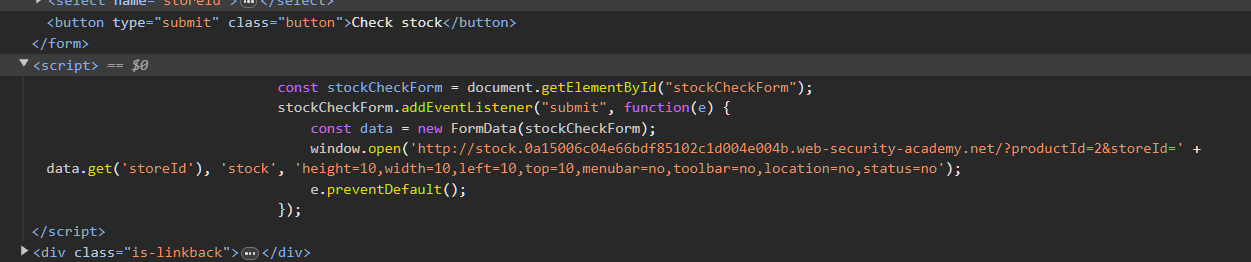 <select name="storeId"> ··· </select>
<button type="submit" class="button">Check stock</button>
</form>
<script> == $0
const stockCheckForm = document.getElementById("stockCheckForm");
stockCheckForm.addEventListener("submit", function(e) {
const data = new FormData(stockCheckForm);
window.open('http://stock.0a15006c04e66bdf85102c1d004e004b.web-security-academy.net/?productId=2&storeId=' +
data.get('storeId'), 'stock', 'height=10,width=10,left=10,top=10,menubar=no,toolbar=no,location=no,status=no');
e.preventDefault();
});
</script>
<div class="is-linkback"> ··· </div>